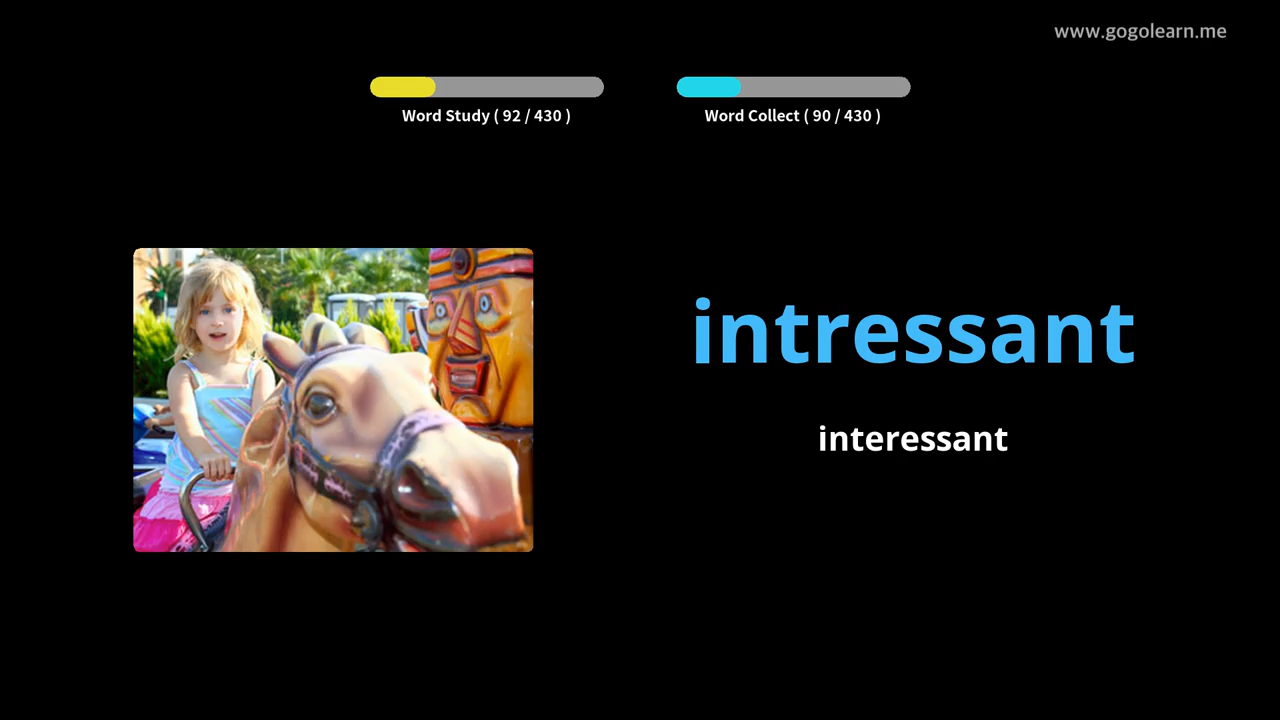 www.gogolearn.me
Word Study ( 92 / 430 )
Word Collect ( 90 / 430 )
intressant
interessant